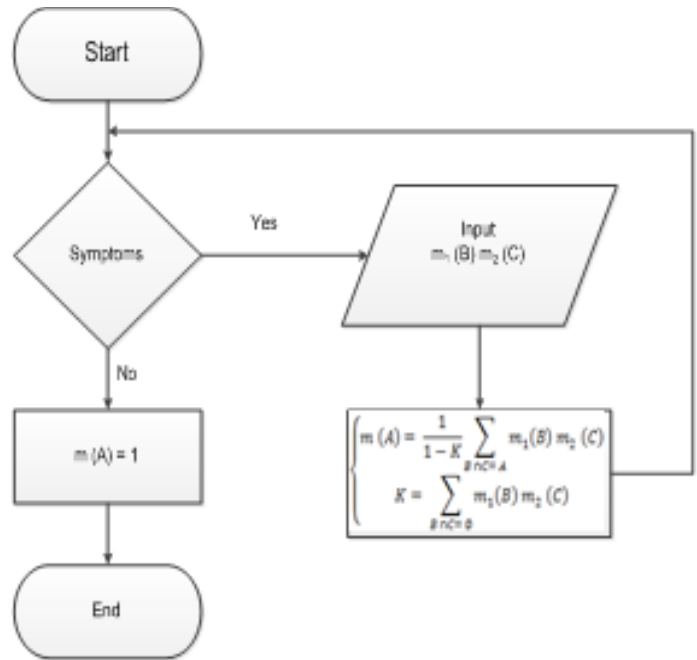 Start
Symptoms
Yes
Input
m₁ (B) m₂ (C)
No
m (A) = 1
m (A) = 1 / (1 − K) ∑ B∩C=A m₁(B) m₂ (C)
K = ∑ B∩C=Φ m₁(B) m₂ (C)
End